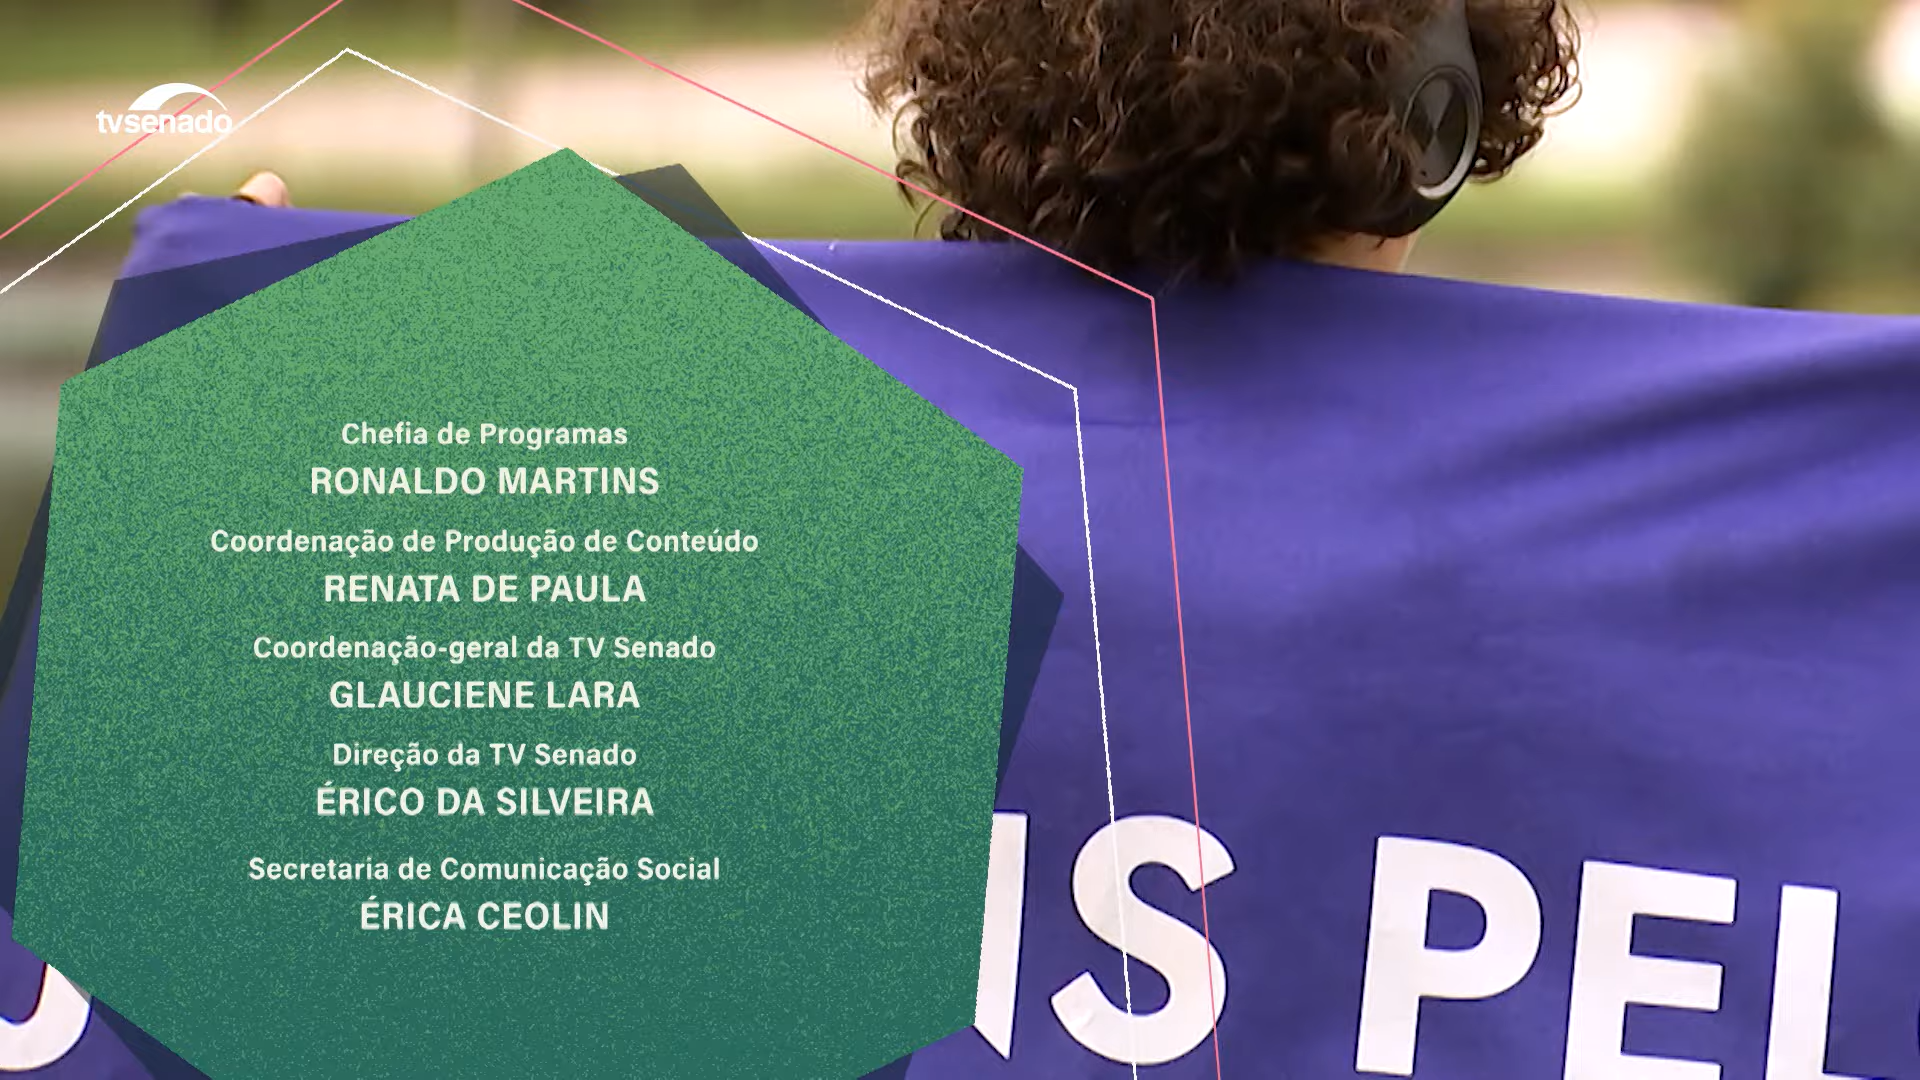 tvsenado
Chefia de Programas
RONALDO MARTINS
Coordenação de Produção de Conteúdo
RENATA DE PAULA
Coordenação-geral da TV Senado
GLAUCIENE LARA
Direção da TV Senado
ÉRICO DA SILVEIRA
Secretaria de Comunicação Social
ÉRICA CEOLIN